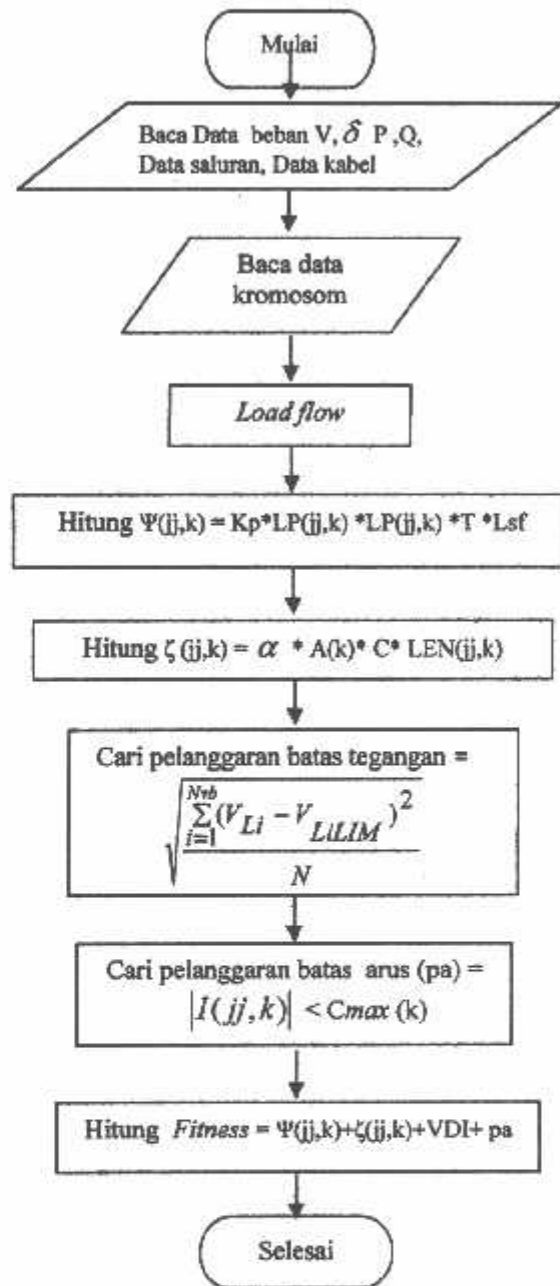 Mulai
Baca Data beban V, δ P ,Q,
Data saluran, Data kabel
Baca data
kromosom
Load flow
Hitung Ψ(jj,k) = Kp*LP(jj,k) *LP(jj,k) *T *Lsf
Hitung ζ (jj,k) = α * A(k)* C* LEN(jj,k)
Cari pelanggaran batas tegangan =
√(∑_{i=1}^{Nvb}(V_{Li} − V_{LiLIM})^2 / N)
Cari pelanggaran batas arus (pa) =
|I(jj,k)| < Cmax (k)
Hitung Fitness = Ψ(jj,k)+ζ(jj,k)+VDI+ pa
Selesai